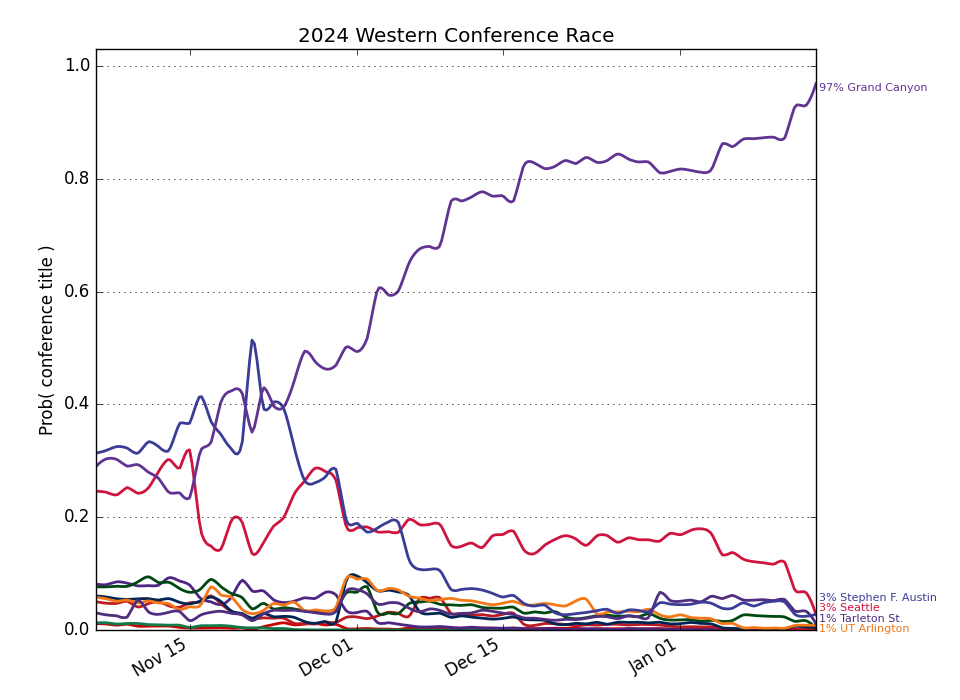 2024 Western Conference Race
1.0
0.8
0.6
0.4
0.2
0.0
Prob( conference title )
Nov 15
Dec 01
Dec 15
Jan 01
97% Grand Canyon
3% Stephen F. Austin
3% Seattle
1% Tarleton St.
1% UT Arlington